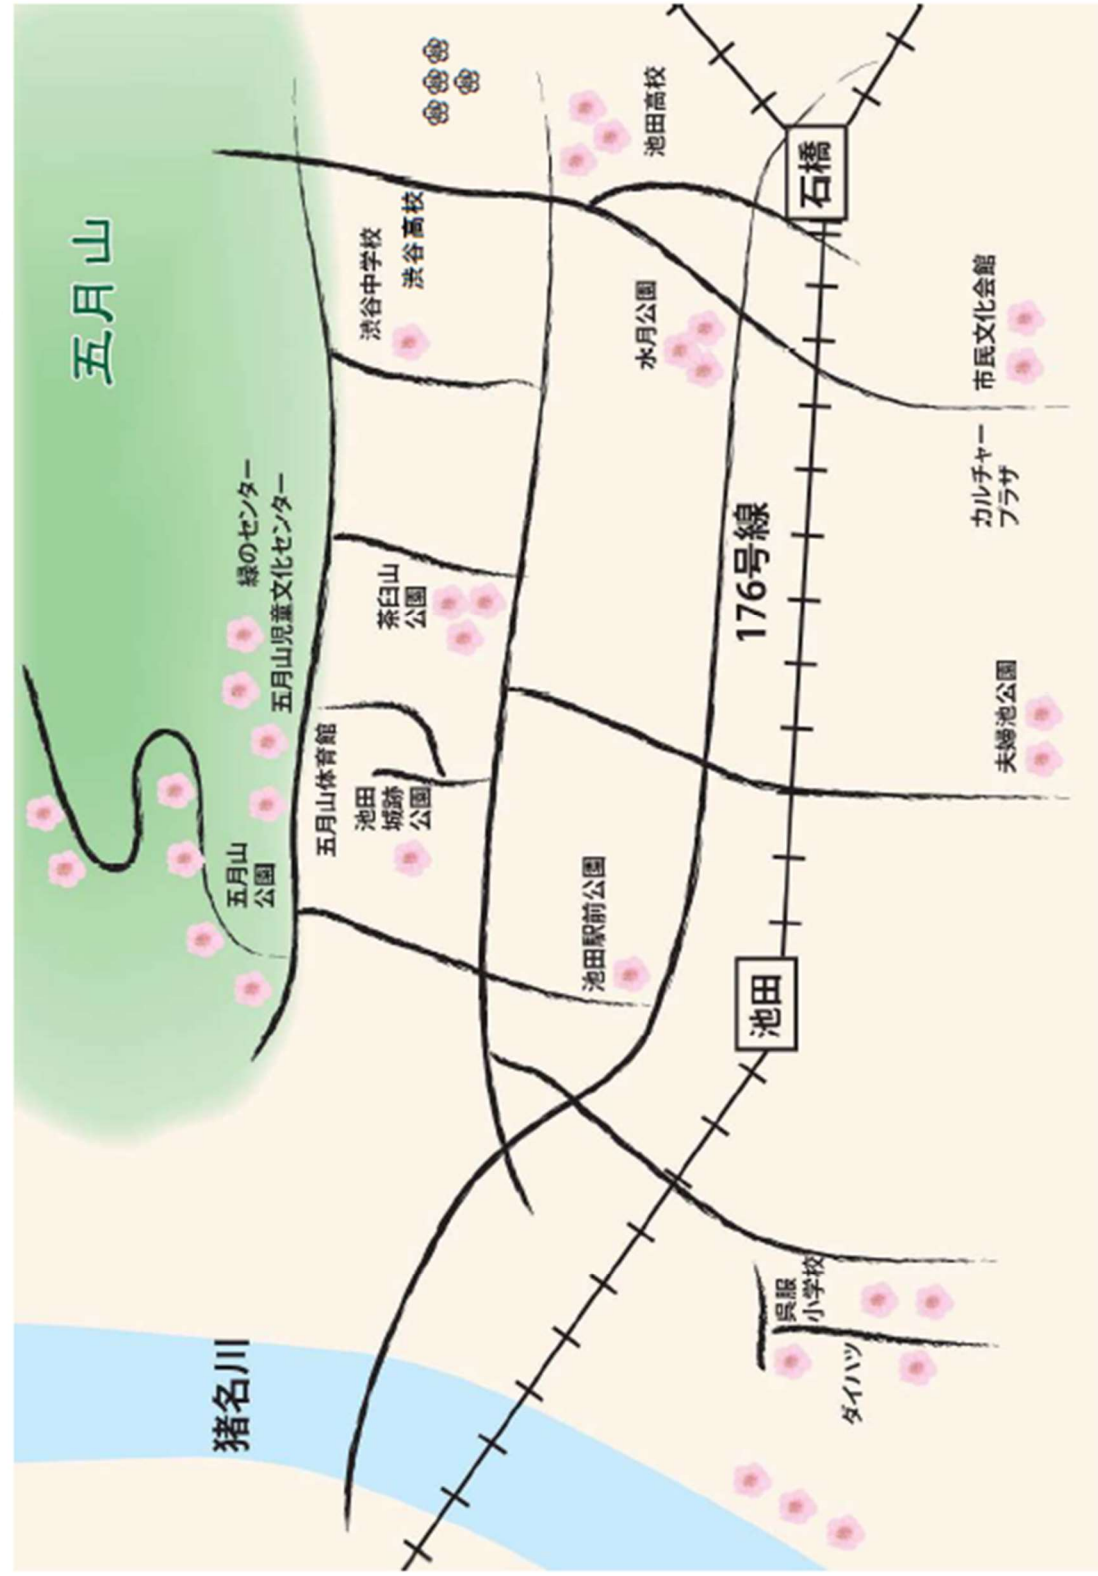 五月山
緑のセンター
五月山児童文化センター
五月山
公園
五月山体育館
池田
城跡
公園
茶臼山
公園
渋谷中学校
渋谷高校
池田高校
水月公園
池田駅前公園
176号線
石橋
池田
市民文化会館
カルチャー
プラザ
夫婦池公園
呉服
小学校
ダイハツ
猪名川